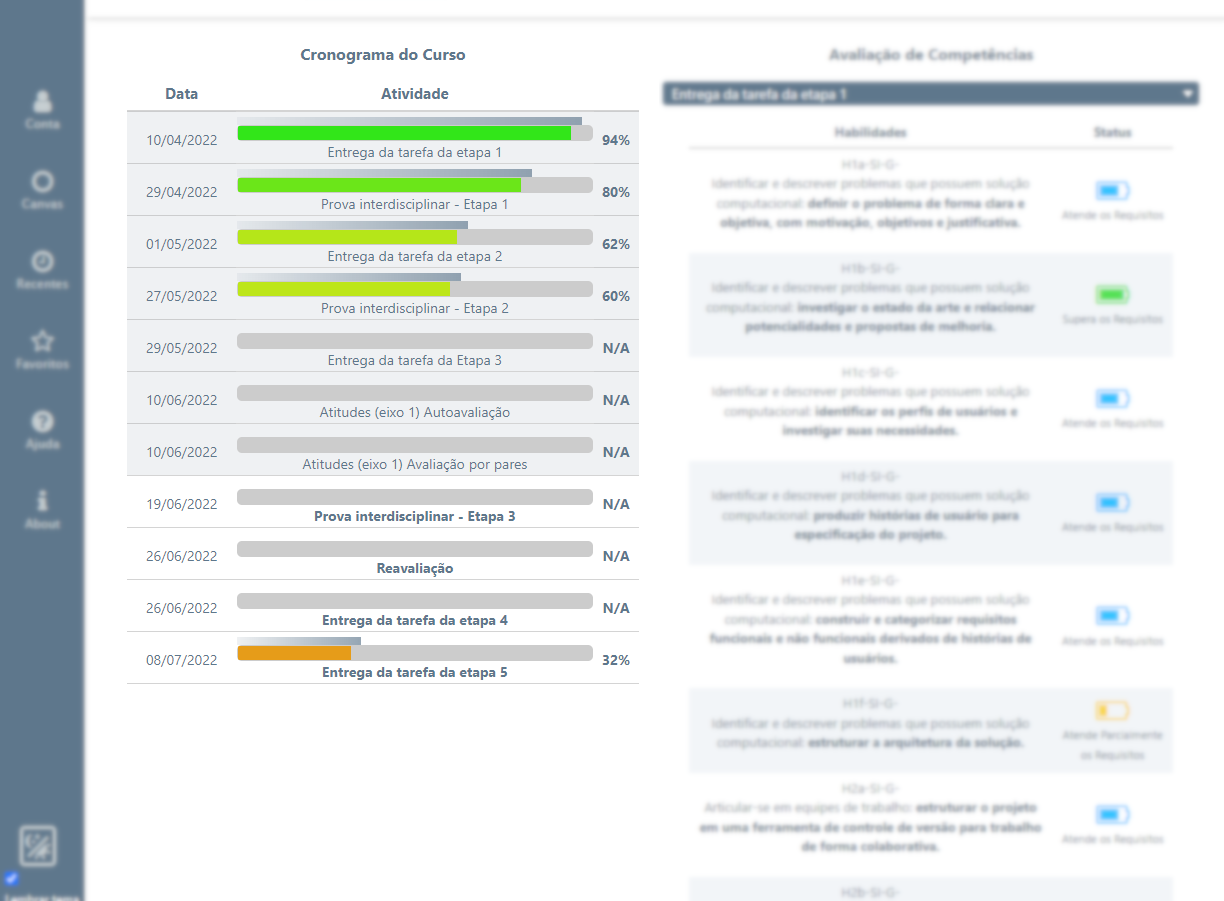 Cronograma do Curso
Data Atividade
10/04/2022 94%
Entrega da tarefa da etapa 1
29/04/2022 80%
Prova interdisciplinar - Etapa 1
01/05/2022 62%
Entrega da tarefa da etapa 2
27/05/2022 60%
Prova interdisciplinar - Etapa 2
29/05/2022 N/A
Entrega da tarefa da Etapa 3
10/06/2022 N/A
Atitudes (eixo 1) Autoavaliação
10/06/2022 N/A
Atitudes (eixo 1) Avaliação por pares
19/06/2022 N/A
Prova interdisciplinar - Etapa 3
26/06/2022 N/A
Reavaliação
26/06/2022 N/A
Entrega da tarefa da etapa 4
08/07/2022 32%
Entrega da tarefa da etapa 5
Conta
Canvas
Recentes
Favoritos
Ajuda
About
Avaliação de Competências
Entrega da tarefa da etapa 1
Habilidades Status
H1a-SI-G-
Identificar e descrever problemas que possuem solução
computacional: definir o problema de forma clara e
objetiva, com motivação, objetivos e justificativa.
Atende os Requisitos
H1b-SI-G-
Identificar e descrever problemas que possuem solução
computacional: investigar o estado da arte e relacionar
potencialidades e propostas de melhoria.
Supera os Requisitos
H1c-SI-G-
Identificar e descrever problemas que possuem solução
computacional: identificar os perfis de usuários e
investigar suas necessidades.
Atende os Requisitos
H1d-SI-G-
Identificar e descrever problemas que possuem solução
computacional: produzir histórias de usuário para
especificação do projeto.
Atende os Requisitos
H1e-SI-G-
Identificar e descrever problemas que possuem solução
computacional: construir e categorizar requisitos
funcionais e não funcionais derivados de histórias de
usuários.
Atende os Requisitos
H1f-SI-G-
Identificar e descrever problemas que possuem solução
computacional: estruturar a arquitetura da solução.
Atende Parcialmente
os Requisitos
H2a-SI-G-
Articular-se em equipes de trabalho: estruturar o projeto
em uma ferramenta de controle de versão para trabalho
de forma colaborativa.
Atende os Requisitos
H2b-SI-G-